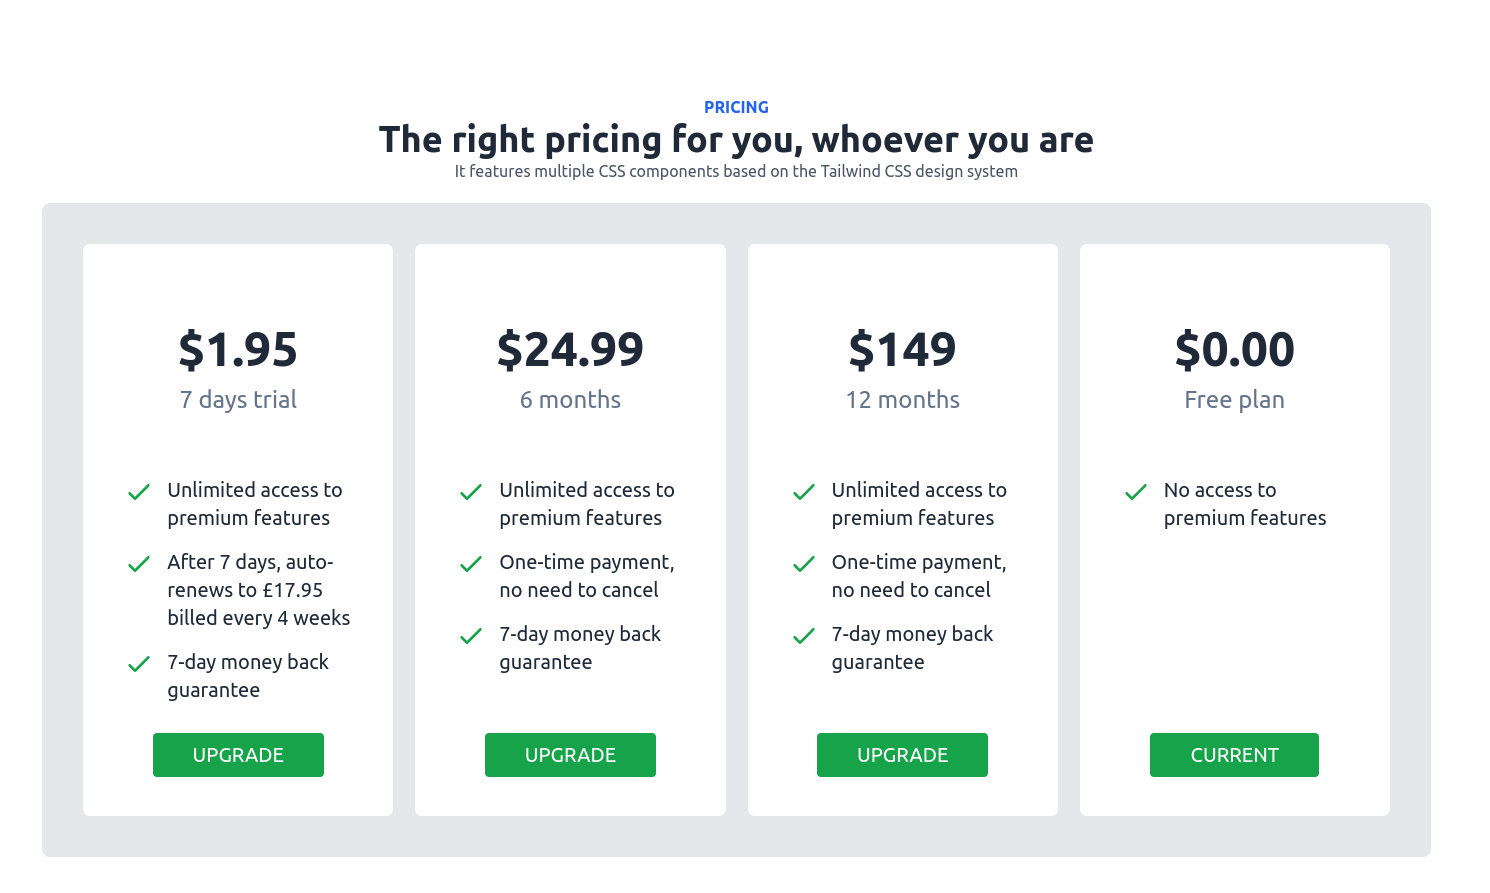 PRICING
The right pricing for you, whoever you are
It features multiple CSS components based on the Tailwind CSS design system
$1.95
7 days trial
Unlimited access to
premium features
After 7 days, auto-
renews to £17.95
billed every 4 weeks
7-day money back
guarantee
UPGRADE
$24.99
6 months
Unlimited access to
premium features
One-time payment,
no need to cancel
7-day money back
guarantee
UPGRADE
$149
12 months
Unlimited access to
premium features
One-time payment,
no need to cancel
7-day money back
guarantee
UPGRADE
$0.00
Free plan
No access to
premium features
CURRENT